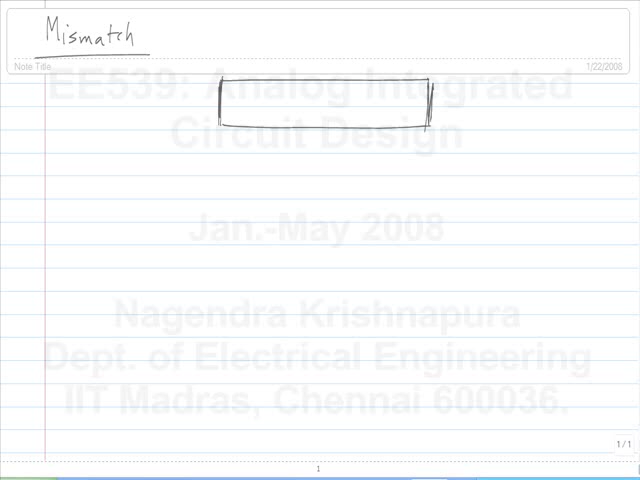 Mismatch
Note Title
1/22/2008
EE539: Analog Integrated
Circuit Design
Jan.-May 2008
Nagendra Krishnapura
Dept. of Electrical Engineering
IIT Madras, Chennai 600036.
1/1
1